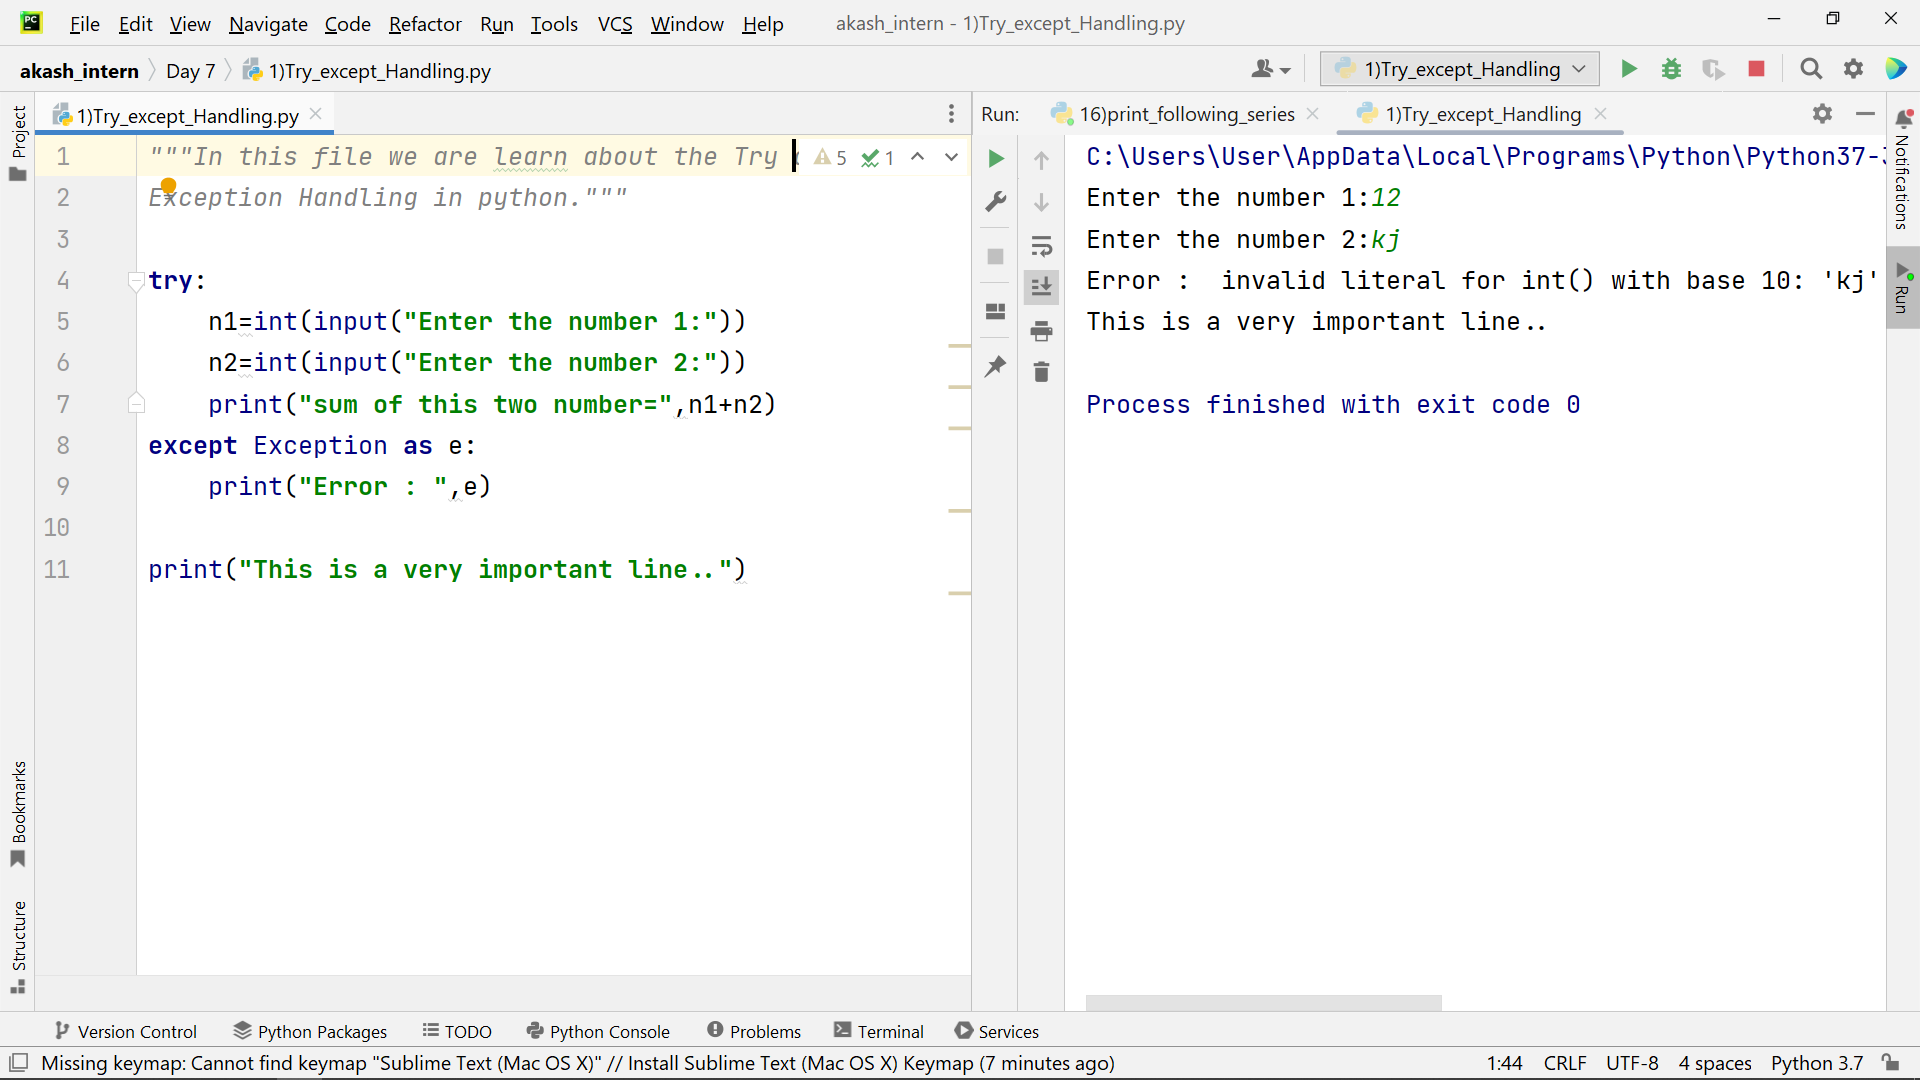 PC
File Edit View Navigate Code Refactor Run Tools VCS Window Help akash_intern - 1)Try_except_Handling.py
akash_intern Day 7 1)Try_except_Handling.py
1)Try_except_Handling
Project
1)Try_except_Handling.py
Run: 16)print_following_series 1)Try_except_Handling
1 """In this file we are learn about the Try
5 1
2 Exception Handling in python."""
3
4 try:
5 n1=int(input("Enter the number 1:"))
6 n2=int(input("Enter the number 2:"))
7 print("sum of this two number=",n1+n2)
8 except Exception as e:
9 print("Error : ",e)
10
11 print("This is a very important line..")
C:\Users\User\AppData\Local\Programs\Python\Python37-
Enter the number 1:12
Enter the number 2:kj
Error :  invalid literal for int() with base 10: 'kj'
This is a very important line..
Process finished with exit code 0
Notifications
Run
Bookmarks
Structure
Version Control Python Packages TODO Python Console Problems Terminal Services
Missing keymap: Cannot find keymap "Sublime Text (Mac OS X)" // Install Sublime Text (Mac OS X) Keymap (7 minutes ago) 1:44 CRLF UTF-8 4 spaces Python 3.7